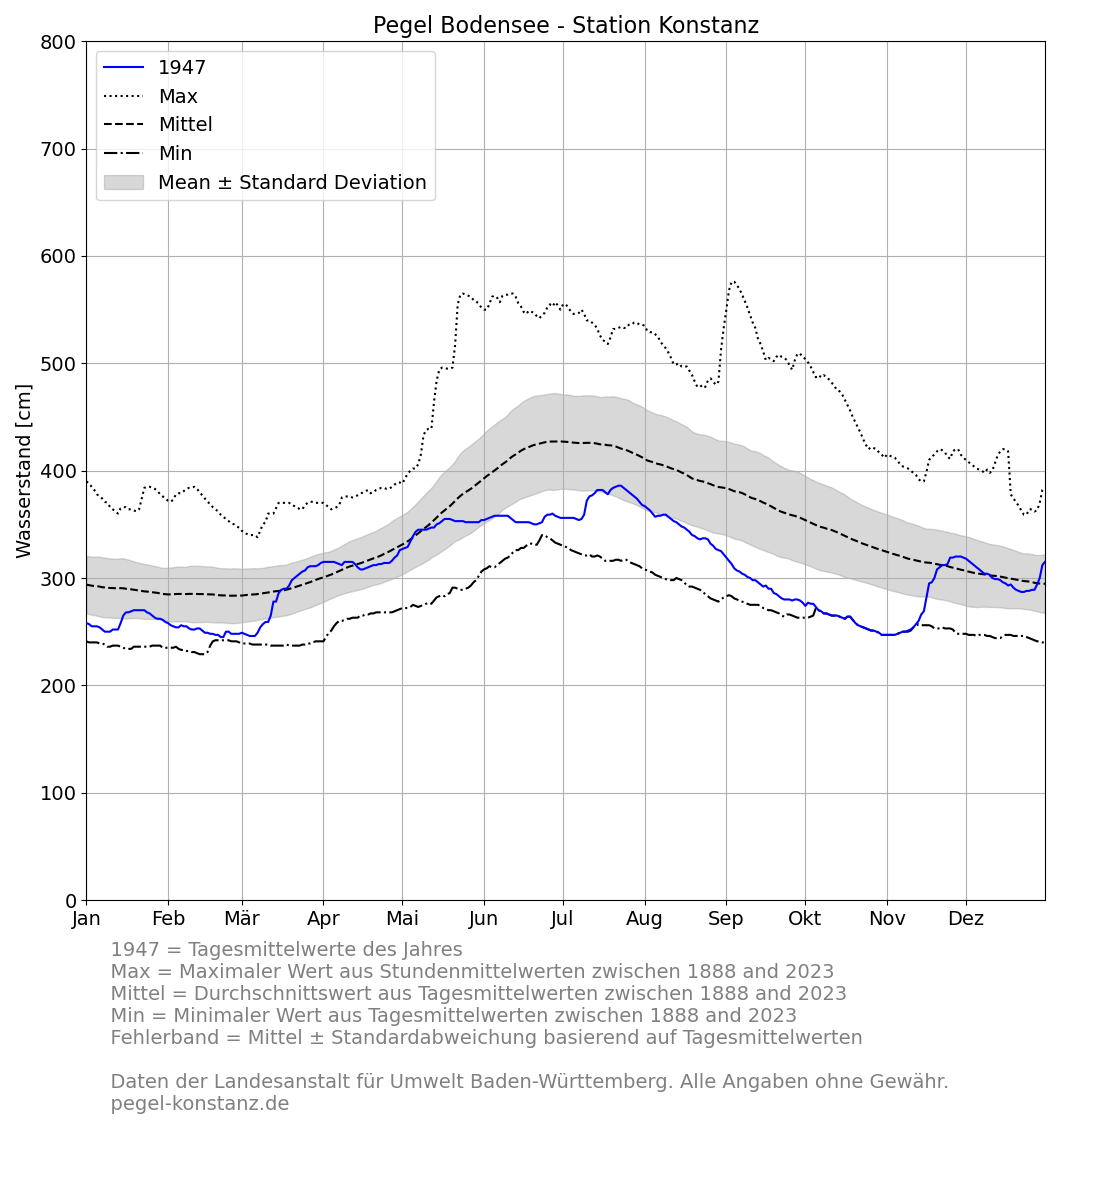 Pegel Bodensee - Station Konstanz
800
700
600
500
400
300
200
100
0
Wasserstand [cm]
1947
Max
Mittel
Min
Mean ± Standard Deviation
Jan Feb Mär Apr Mai Jun Jul Aug Sep Okt Nov Dez
1947 = Tagesmittelwerte des Jahres
Max = Maximaler Wert aus Stundenmittelwerten zwischen 1888 and 2023
Mittel = Durchschnittswert aus Tagesmittelwerten zwischen 1888 and 2023
Min = Minimaler Wert aus Tagesmittelwerten zwischen 1888 and 2023
Fehlerband = Mittel ± Standardabweichung basierend auf Tagesmittelwerten
Daten der Landesanstalt für Umwelt Baden-Württemberg. Alle Angaben ohne Gewähr.
pegel-konstanz.de